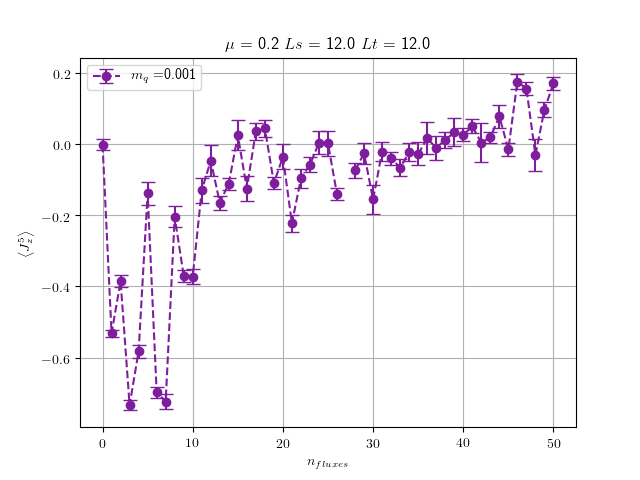 μ = 0.2 Ls = 12.0 Lt = 12.0
m_q =0.001
0.2
0.0
−0.2
−0.4
−0.6
⟨J_z^5⟩
0 10 20 30 40 50
n_fluxes